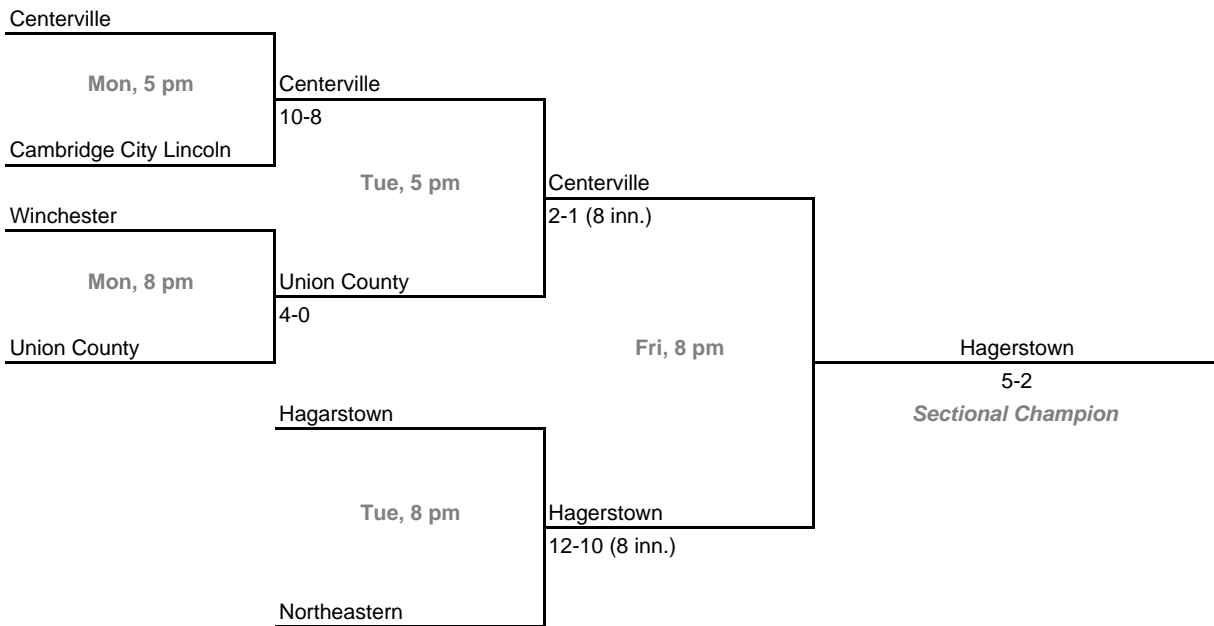 Centerville
Mon, 5 pm
Centerville
10-8
Cambridge City Lincoln
Tue, 5 pm
Centerville
2-1 (8 inn.)
Winchester
Mon, 8 pm
Union County
4-0
Union County
Fri, 8 pm
Hagerstown
5-2
Sectional Champion
Hagarstown
Tue, 8 pm
Hagerstown
12-10 (8 inn.)
Northeastern